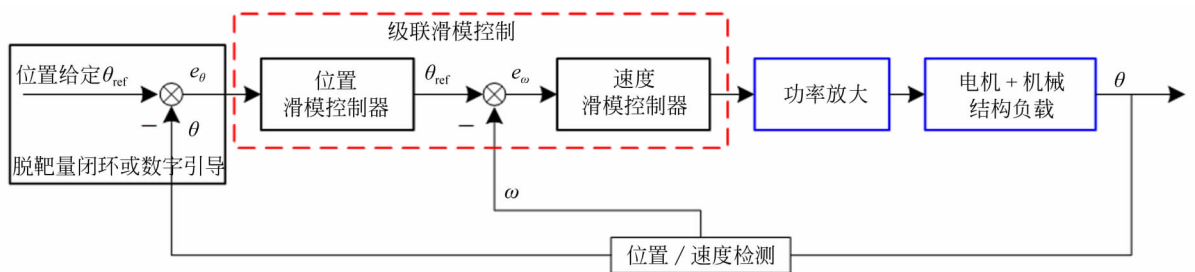 级联滑模控制
位置给定θref
eθ
位置
滑模控制器
θref
eω
速度
滑模控制器
功率放大
电机+机械
结构负载
θ
−
θ
−
脱靶量闭环或数字引导
ω
位置/速度检测